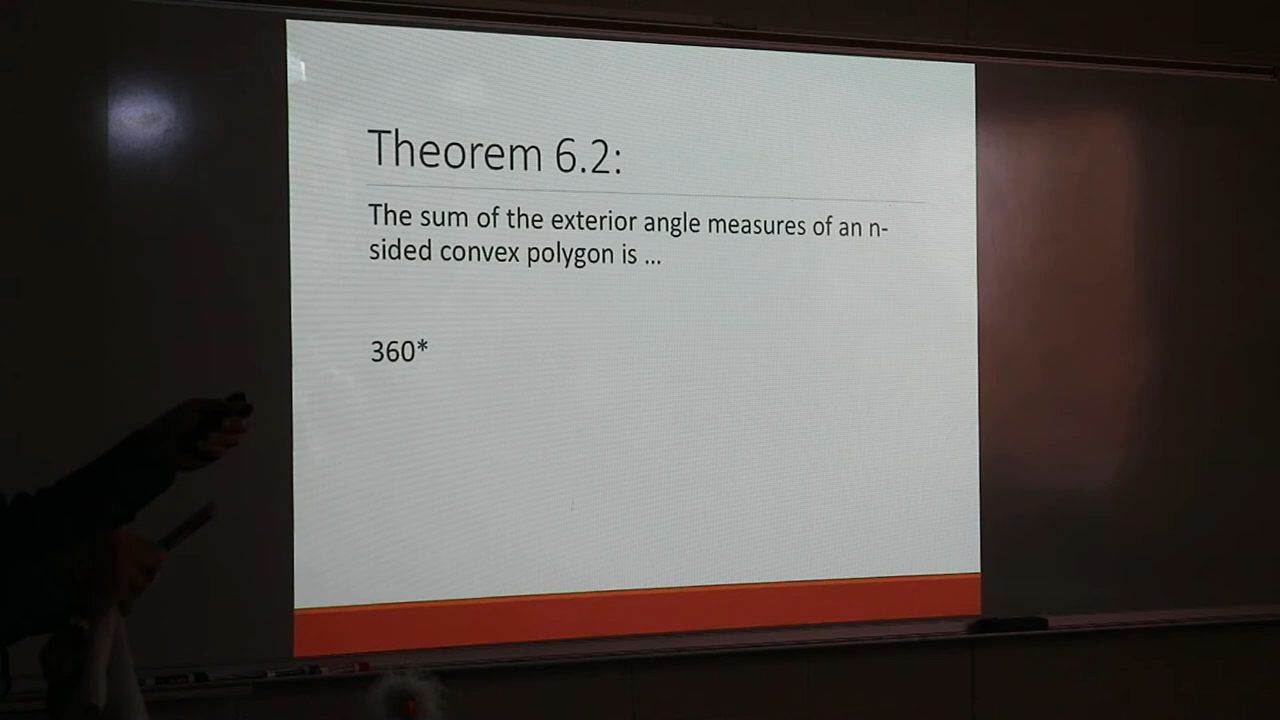 Theorem 6.2:
The sum of the exterior angle measures of an n-
sided convex polygon is ...
360*